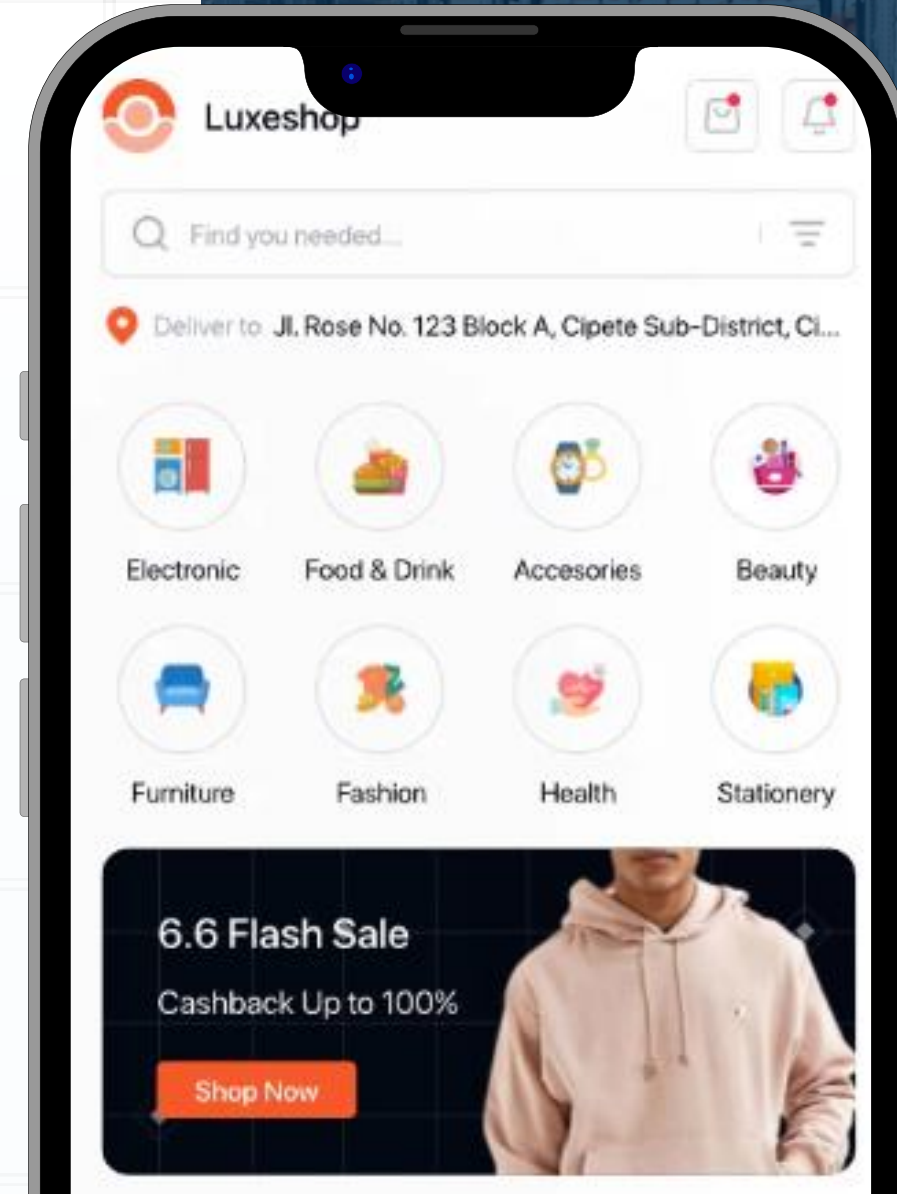 Luxeshop
Find you needed...
Deliver to Jl. Rose No. 123 Block A, Cipete Sub-District, Ci...
Electronic Food & Drink Accesories Beauty
Furniture Fashion Health Stationery
6.6 Flash Sale
Cashback Up to 100%
Shop Now